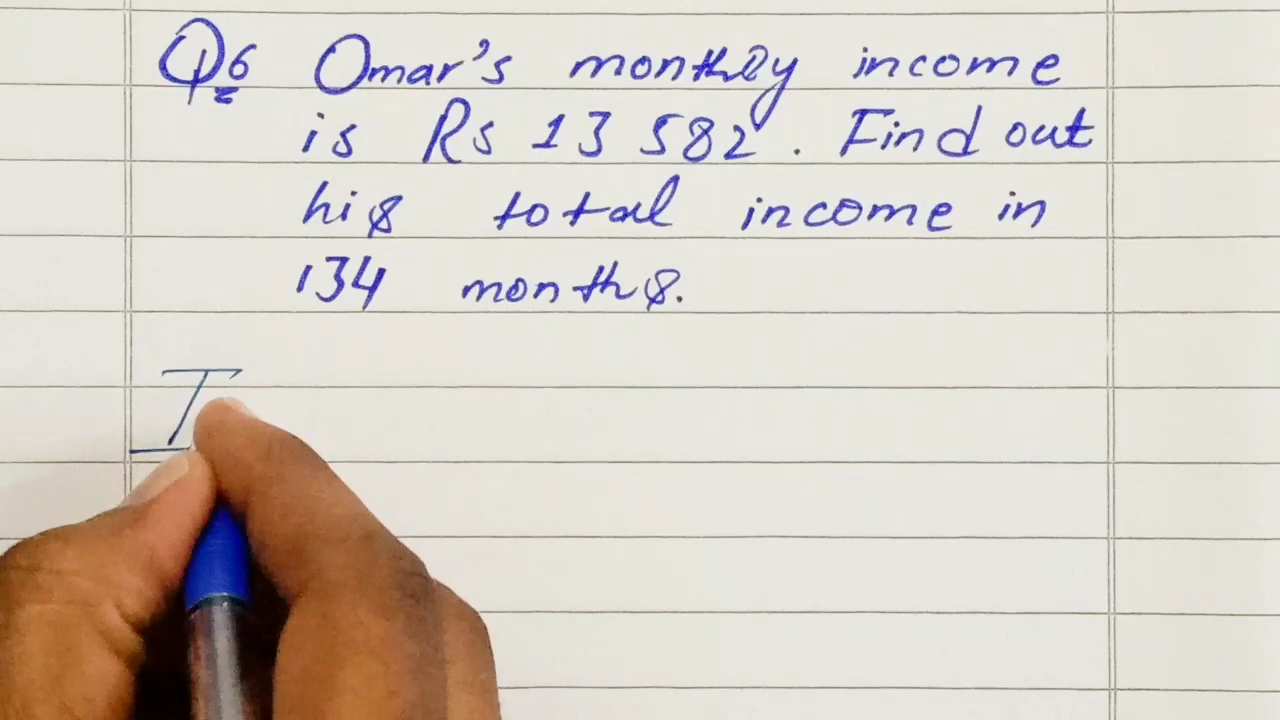 Q6 Omar's monthly income
is Rs 13 582. Find out
his total income in
134 months.
I